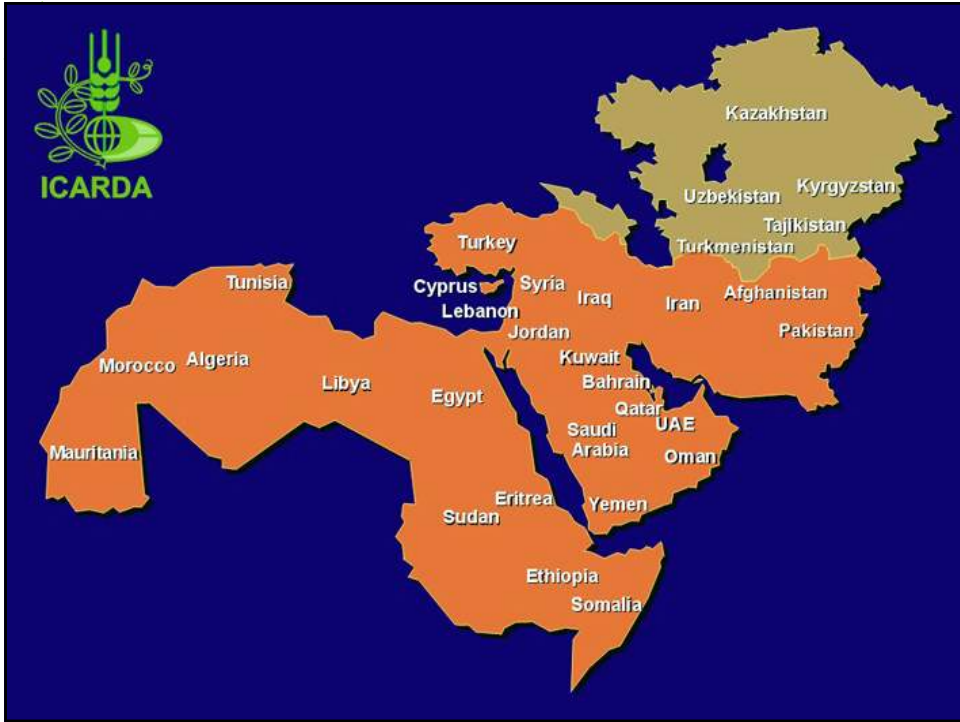 ICARDA
Kazakhstan
Uzbekistan
Kyrgyzstan
Tajikistan
Turkmenistan
Turkey
Cyprus
Syria
Lebanon
Iraq
Iran
Afghanistan
Jordan
Pakistan
Tunisia
Morocco
Algeria
Libya
Egypt
Kuwait
Bahrain
Qatar
UAE
Saudi
Arabia
Oman
Mauritania
Eritrea
Yemen
Sudan
Ethiopia
Somalia